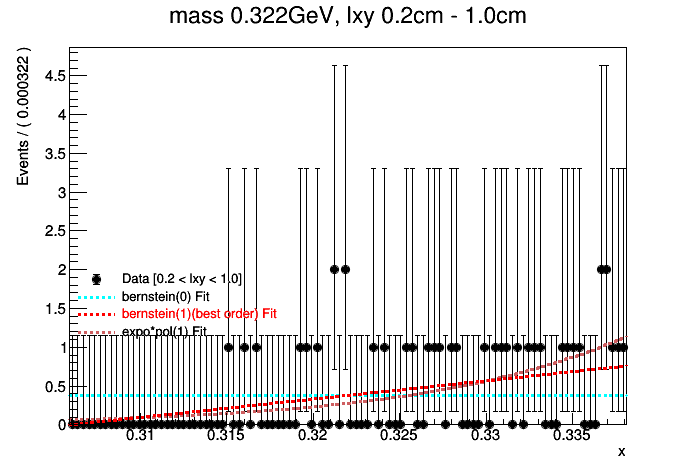 mass 0.322GeV, lxy 0.2cm - 1.0cm
Events / ( 0.000322 )
4.5
4
3.5
3
2.5
2
1.5
1
0.5
0
Data [0.2 < lxy < 1.0]
bernstein(0) Fit
bernstein(1)(best order) Fit
expo*pol(1) Fit
0.31 0.315 0.32 0.325 0.33 0.335
x